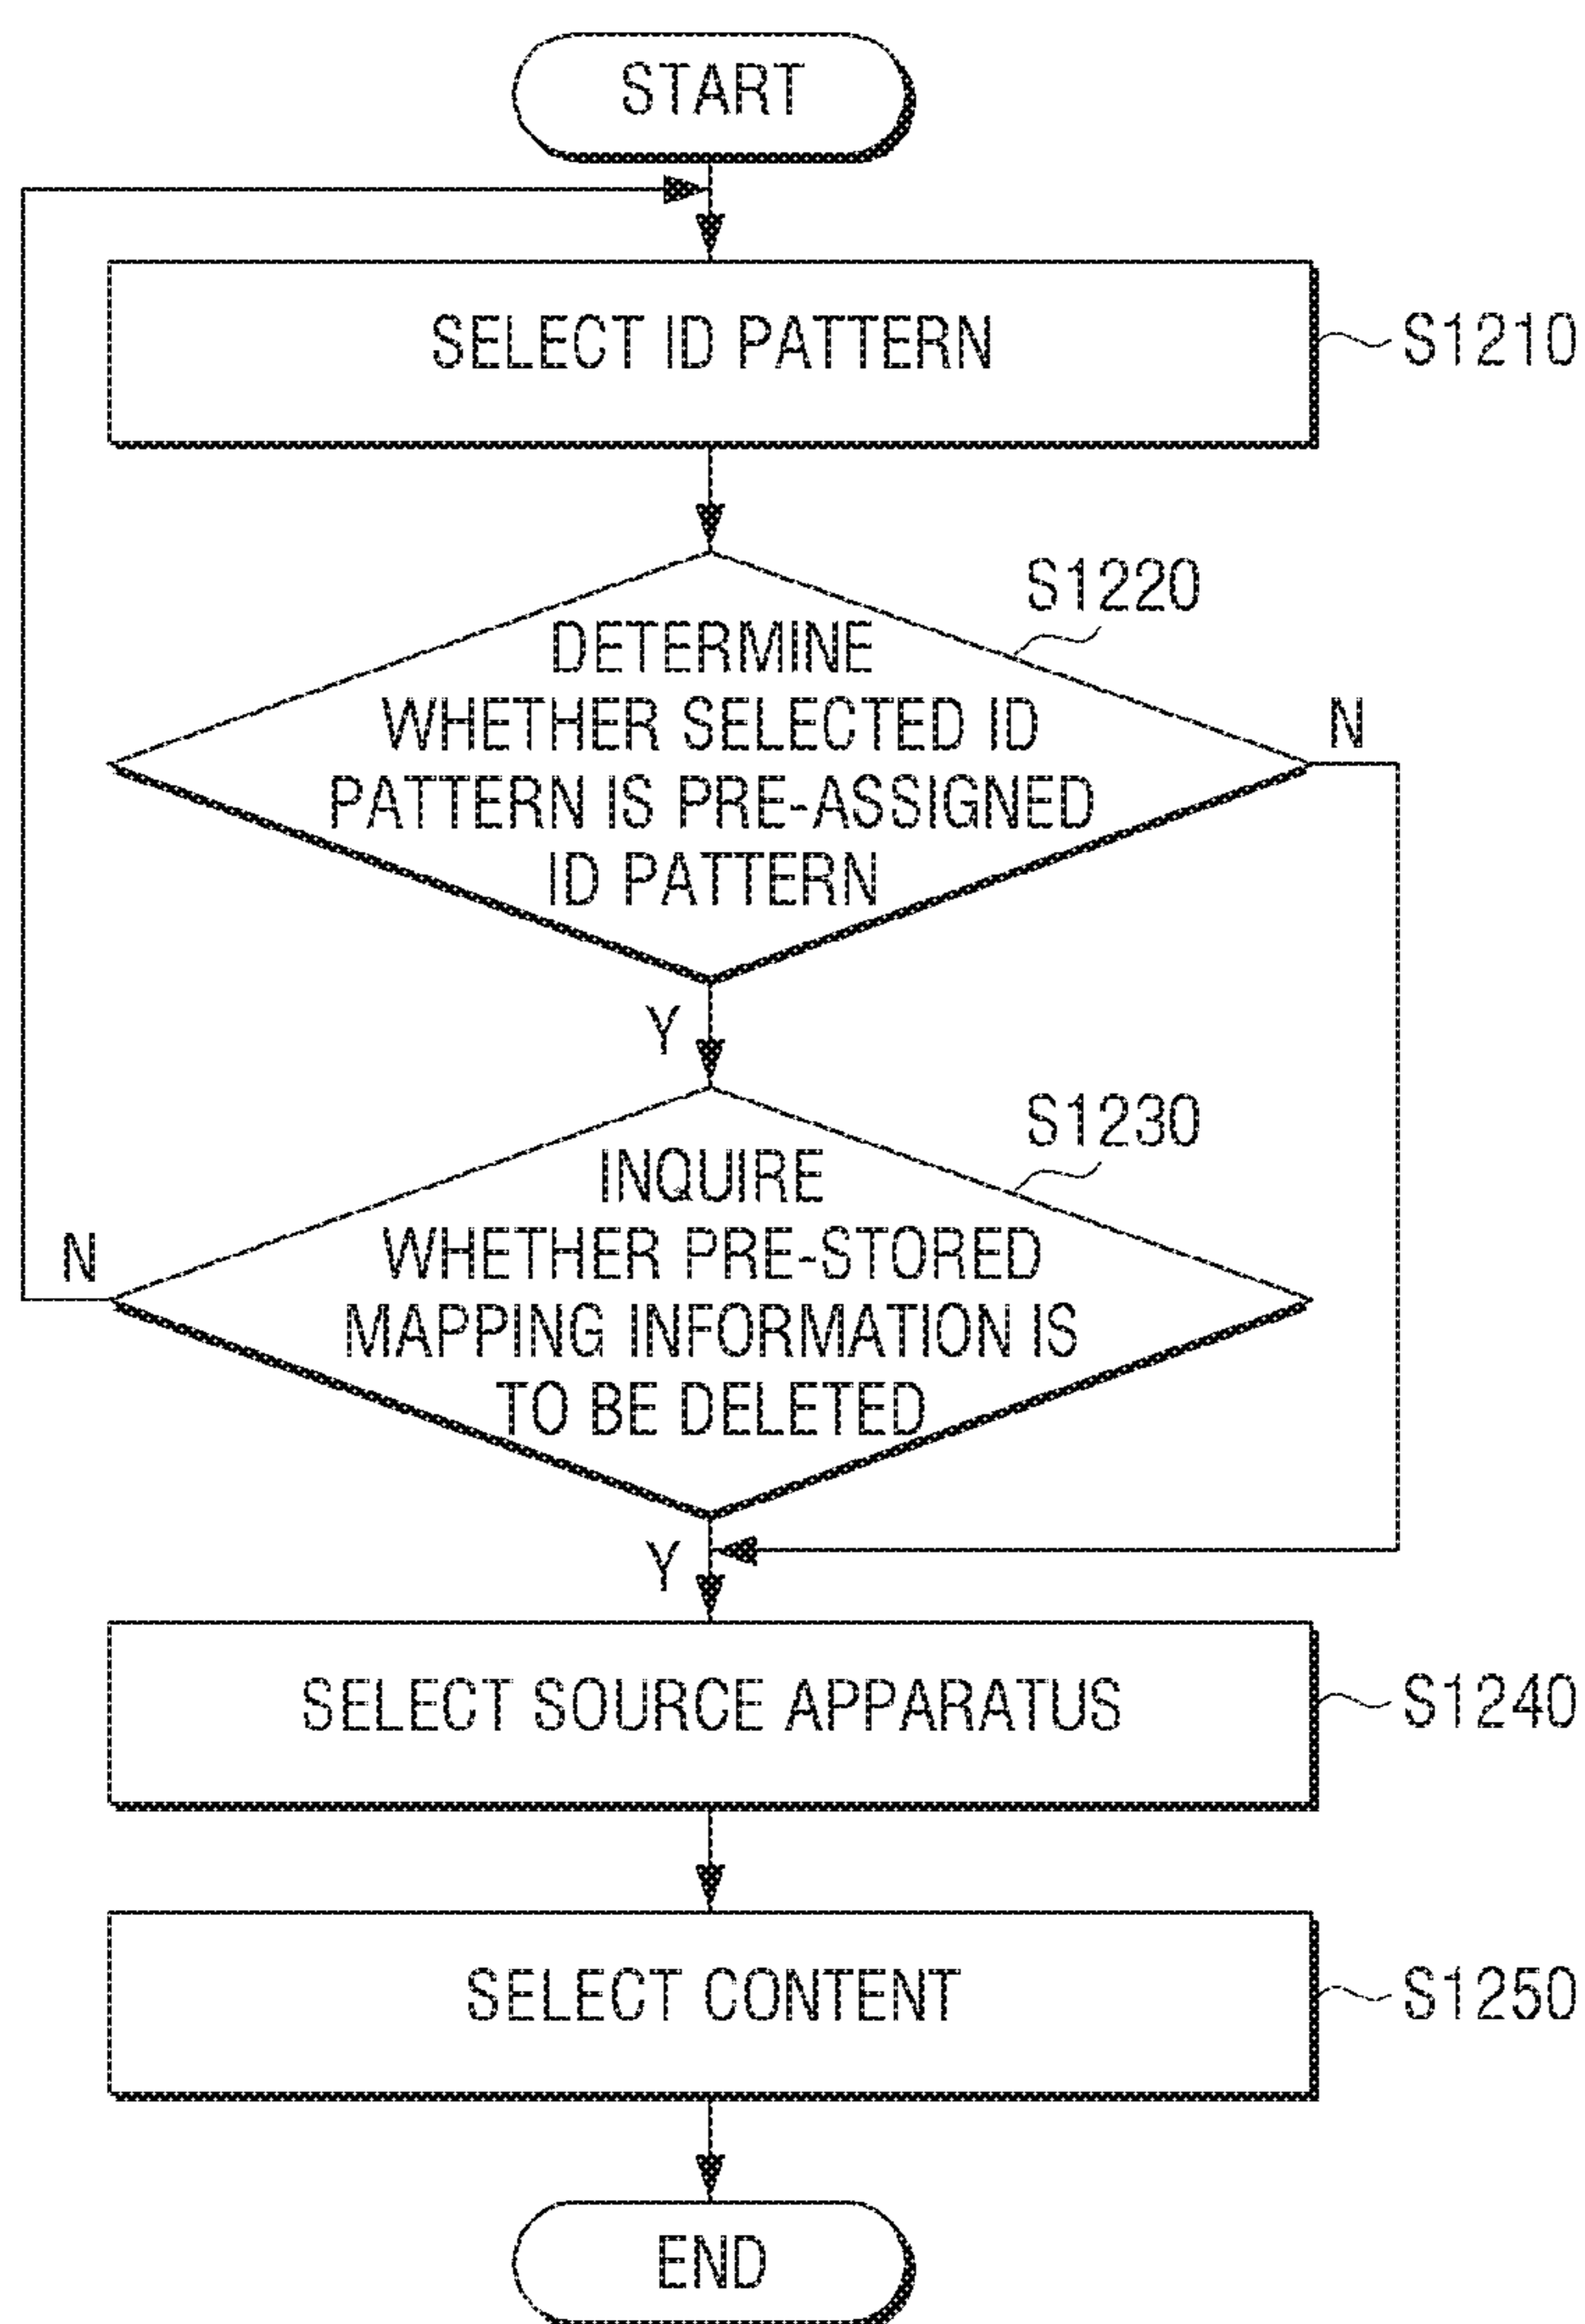 START
SELECT ID PATTERN
S1210
S1220
DETERMINE
WHETHER SELECTED ID
PATTERN IS PRE-ASSIGNED
ID PATTERN
N
Y
S1230
INQUIRE
WHETHER PRE-STORED
MAPPING INFORMATION IS
TO BE DELETED
N
Y
SELECT SOURCE APPARATUS
S1240
SELECT CONTENT
S1250
END